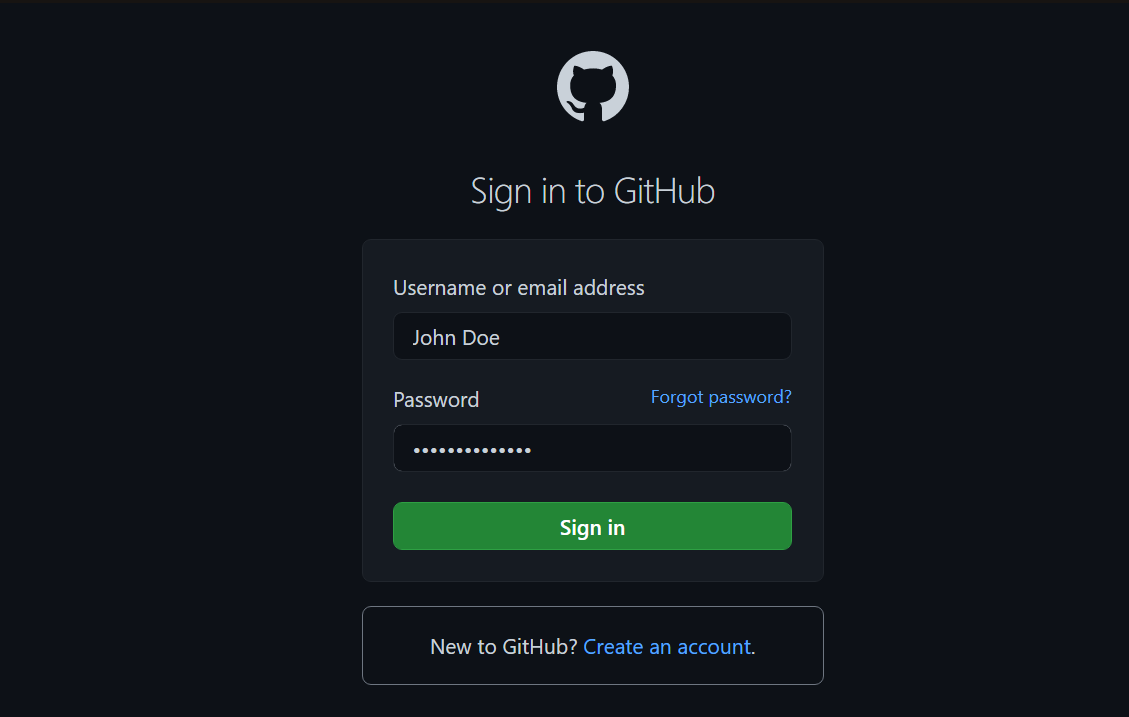 Sign in to GitHub
Username or email address
John Doe
Password
Forgot password?
••••••••••••••
Sign in
New to GitHub? Create an account.